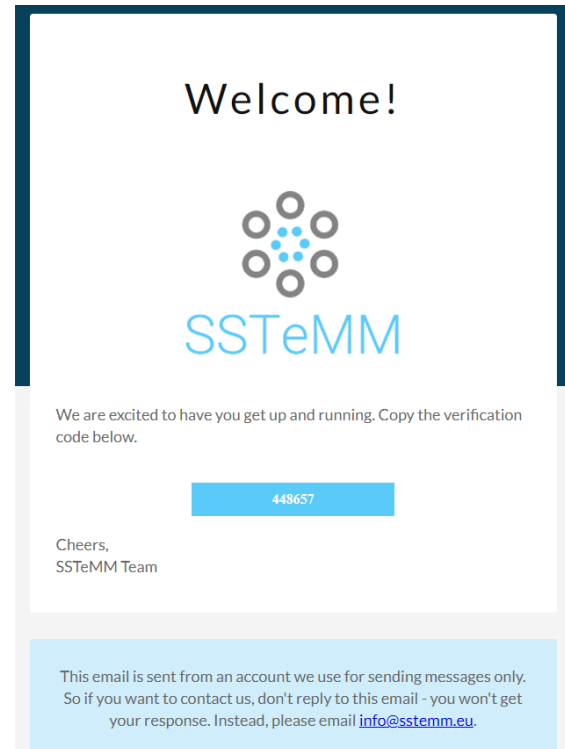 Welcome!
SSTeMM
We are excited to have you get up and running. Copy the verification
code below.
448657
Cheers,
SSTeMM Team
This email is sent from an account we use for sending messages only.
So if you want to contact us, don't reply to this email - you won't get
your response. Instead, please email info@sstemm.eu.